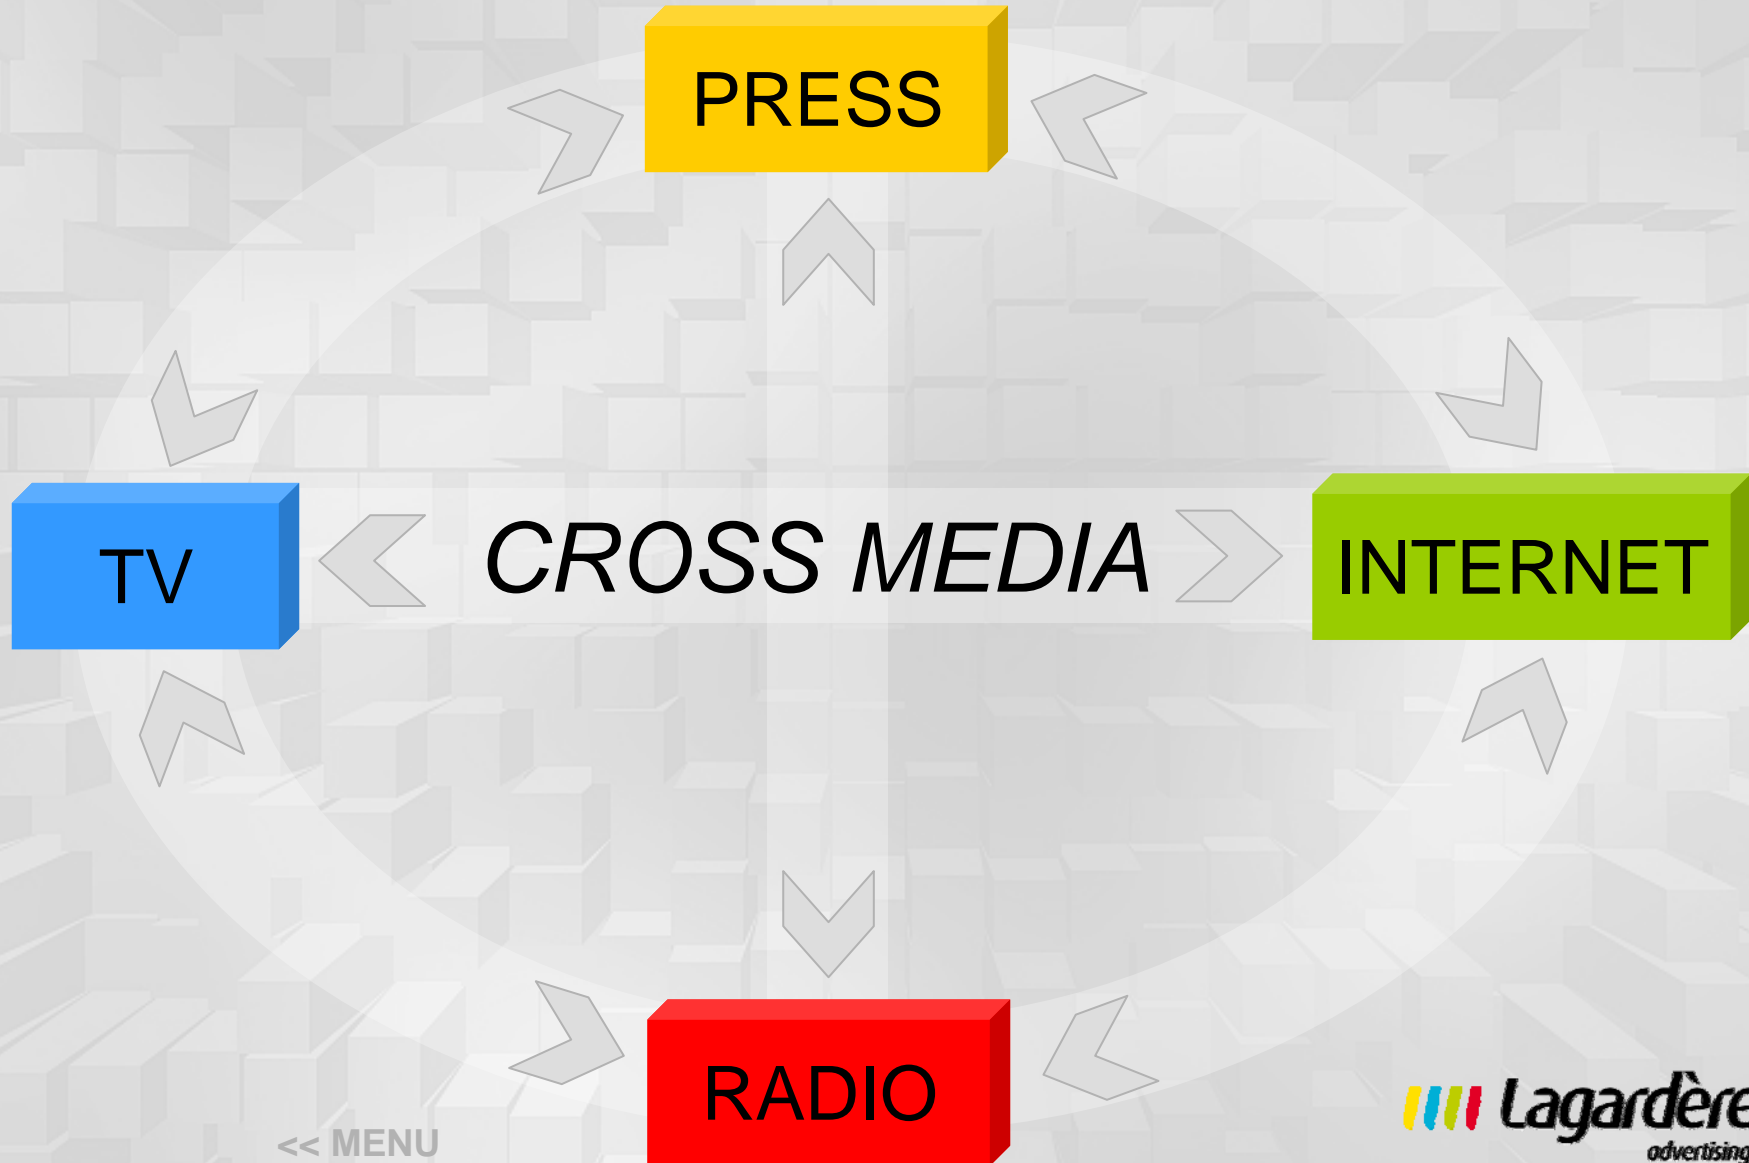 PRESS
TV
CROSS MEDIA
INTERNET
RADIO
<< MENU
Lagardère
advertising